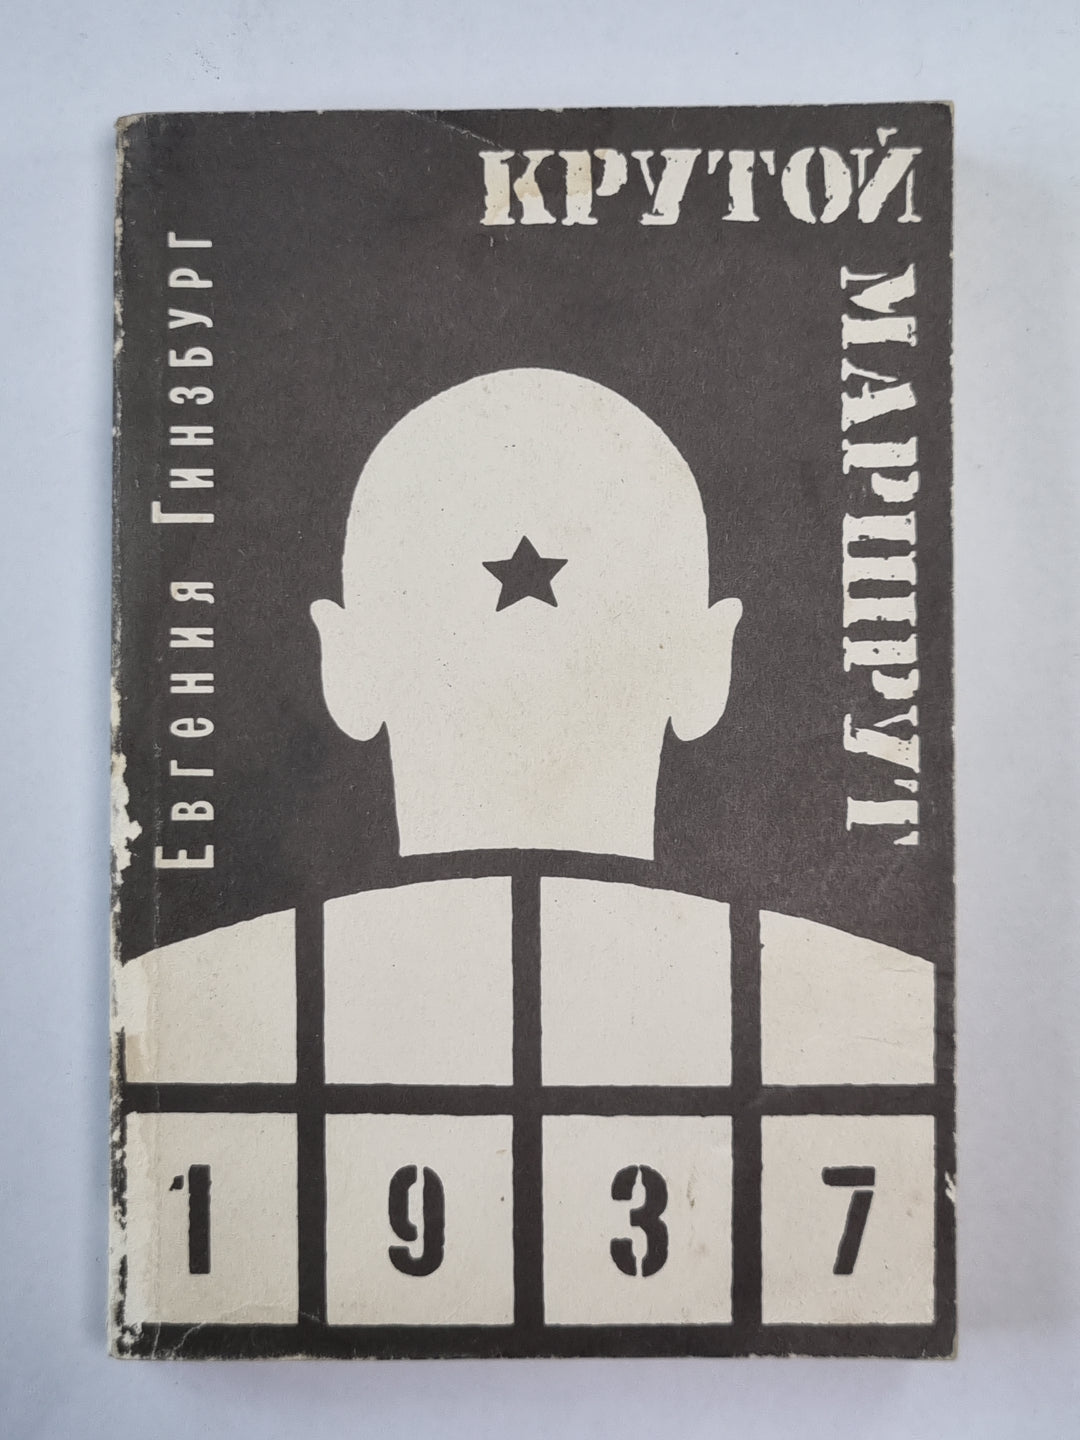 Евгения Гинзбург
КРУТОЙ
МАРШРУТ
1937